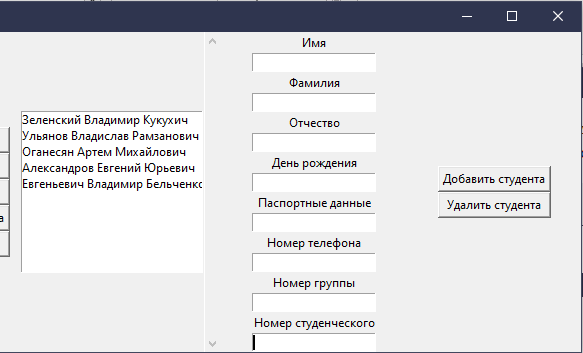 Имя
Фамилия
Отчество
День рождения
Паспортные данные
Номер телефона
Номер группы
Номер студенческого
Зеленский Владимир Кукухич
Ульянов Владислав Рамзанович
Оганесян Артем Михайлович
Александров Евгений Юрьевич
Евгеньевич Владимир Бельченко
а
Добавить студента
Удалить студента